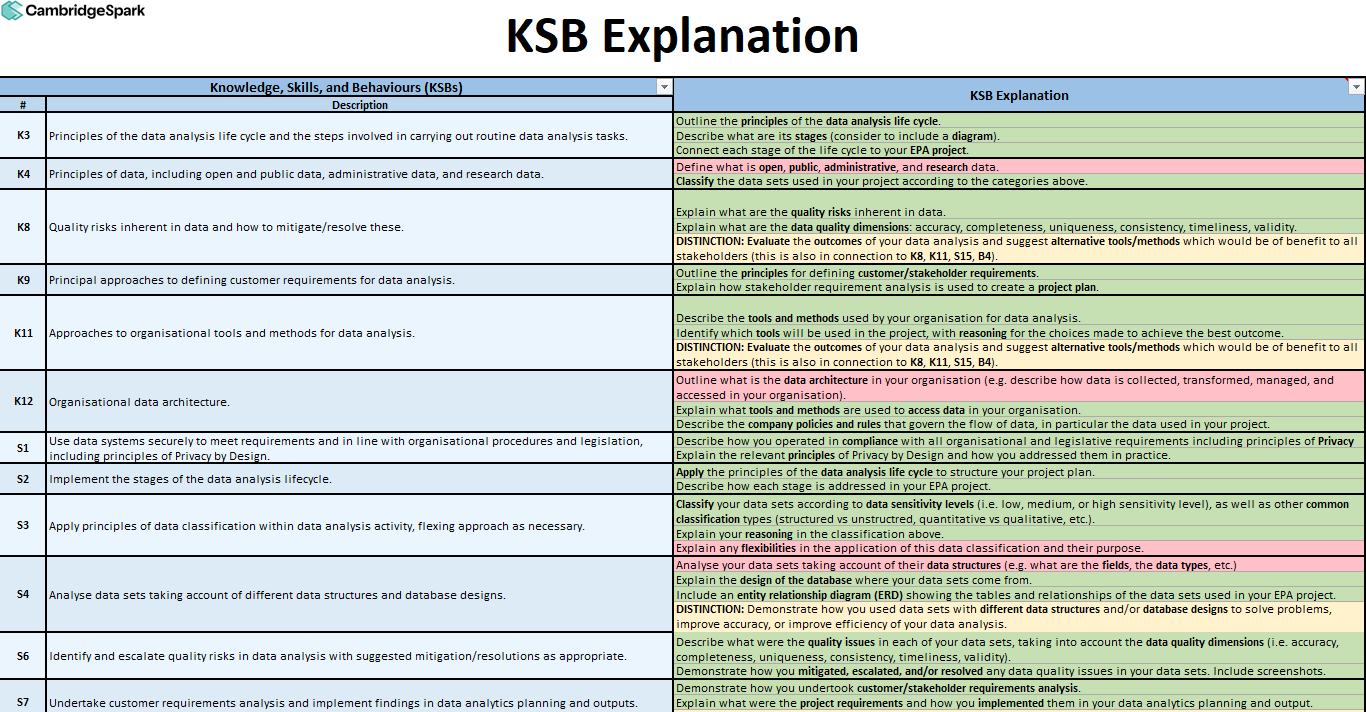 CambridgeSpark
KSB Explanation
Knowledge, Skills, and Behaviours (KSBs)
KSB Explanation
#
Description
K3
Principles of the data analysis life cycle and the steps involved in carrying out routine data analysis tasks.
Outline the principles of the data analysis life cycle.
Describe what are its stages (consider to include a diagram).
Connect each stage of the life cycle to your EPA project.
K4
Principles of data, including open and public data, administrative data, and research data.
Define what is open, public, administrative, and research data.
Classify the data sets used in your project according to the categories above.
K8
Quality risks inherent in data and how to mitigate/resolve these.
Explain what are the quality risks inherent in data.
Explain what are the data quality dimensions: accuracy, completeness, uniqueness, consistency, timeliness, validity.
DISTINCTION: Evaluate the outcomes of your data analysis and suggest alternative tools/methods which would be of benefit to all
stakeholders (this is also in connection to K8, K11, S15, B4).
K9
Principal approaches to defining customer requirements for data analysis.
Outline the principles for defining customer/stakeholder requirements.
Explain how stakeholder requirement analysis is used to create a project plan.
K11
Approaches to organisational tools and methods for data analysis.
Describe the tools and methods used by your organisation for data analysis.
Identify which tools will be used in the project, with reasoning for the choices made to achieve the best outcome.
DISTINCTION: Evaluate the outcomes of your data analysis and suggest alternative tools/methods which would be of benefit to all
stakeholders (this is also in connection to K8, K11, S15, B4).
K12
Organisational data architecture.
Outline what is the data architecture in your organisation (e.g. describe how data is collected, transformed, managed, and
accessed in your organisation).
Explain what tools and methods are used to access data in your organisation.
Describe the company policies and rules that govern the flow of data, in particular the data used in your project.
S1
Use data systems securely to meet requirements and in line with organisational procedures and legislation,
including principles of Privacy by Design.
Describe how you operated in compliance with all organisational and legislative requirements including principles of Privacy
Explain the relevant principles of Privacy by Design and how you addressed them in practice.
S2
Implement the stages of the data analysis lifecycle.
Apply the principles of the data analysis life cycle to structure your project plan.
Describe how each stage is addressed in your EPA project.
S3
Apply principles of data classification within data analysis activity, flexing approach as necessary.
Classify your data sets according to data sensitivity levels (i.e. low, medium, or high sensitivity level), as well as other common
classification types (structured vs unstructred, quantitative vs qualitative, etc.).
Explain your reasoning in the classification above.
Explain any flexibilities in the application of this data classification and their purpose.
S4
Analyse data sets taking account of different data structures and database designs.
Analyse your data sets taking account of their data structures (e.g. what are the fields, the data types, etc.)
Explain the design of the database where your data sets come from.
Include an entity relationship diagram (ERD) showing the tables and relationships of the data sets used in your EPA project.
DISTINCTION: Demonstrate how you used data sets with different data structures and/or database designs to solve problems,
improve accuracy, or improve efficiency of your data analysis.
S6
Identify and escalate quality risks in data analysis with suggested mitigation/resolutions as appropriate.
Describe what were the quality issues in each of your data sets, taking into account the data quality dimensions (i.e. accuracy,
completeness, uniqueness, consistency, timeliness, validity).
Demonstrate how you mitigated, escalated, and/or resolved any data quality issues in your data sets. Include screenshots.
S7
Undertake customer requirements analysis and implement findings in data analytics planning and outputs.
Demonstrate how you undertook customer/stakeholder requirements analysis.
Explain what were the project requirements and how you implemented them in your data analytics planning and output.